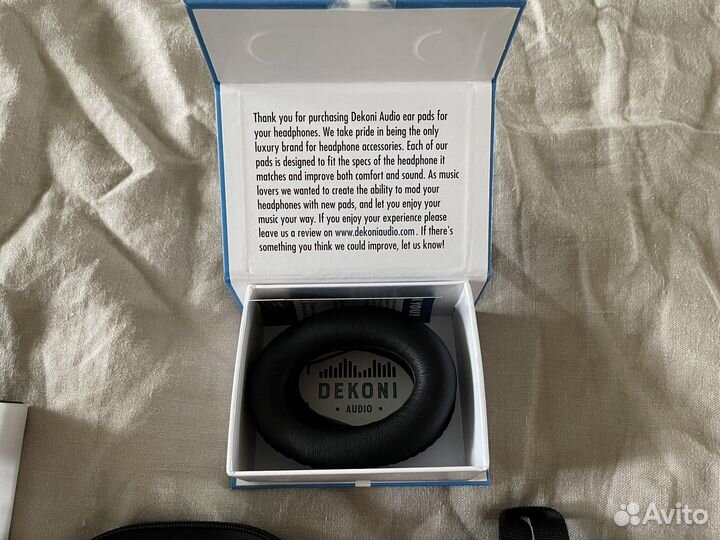 Thank you for purchasing Dekoni Audio ear pads for
your headphones. We take pride in being the only
luxury brand for headphone accessories. Each of our
pads is designed to fit the specs of the headphone it
matches and improve both comfort and sound. As music
lovers we wanted to create the ability to mod your
headphones with new pads, and let you enjoy your
music your way. If you enjoy your experience please
leave us a review on www.dekoniaudio.com. If there's
something you think we could improve, let us know!
YOU!
DEKONI
• AUDIO •
Avito